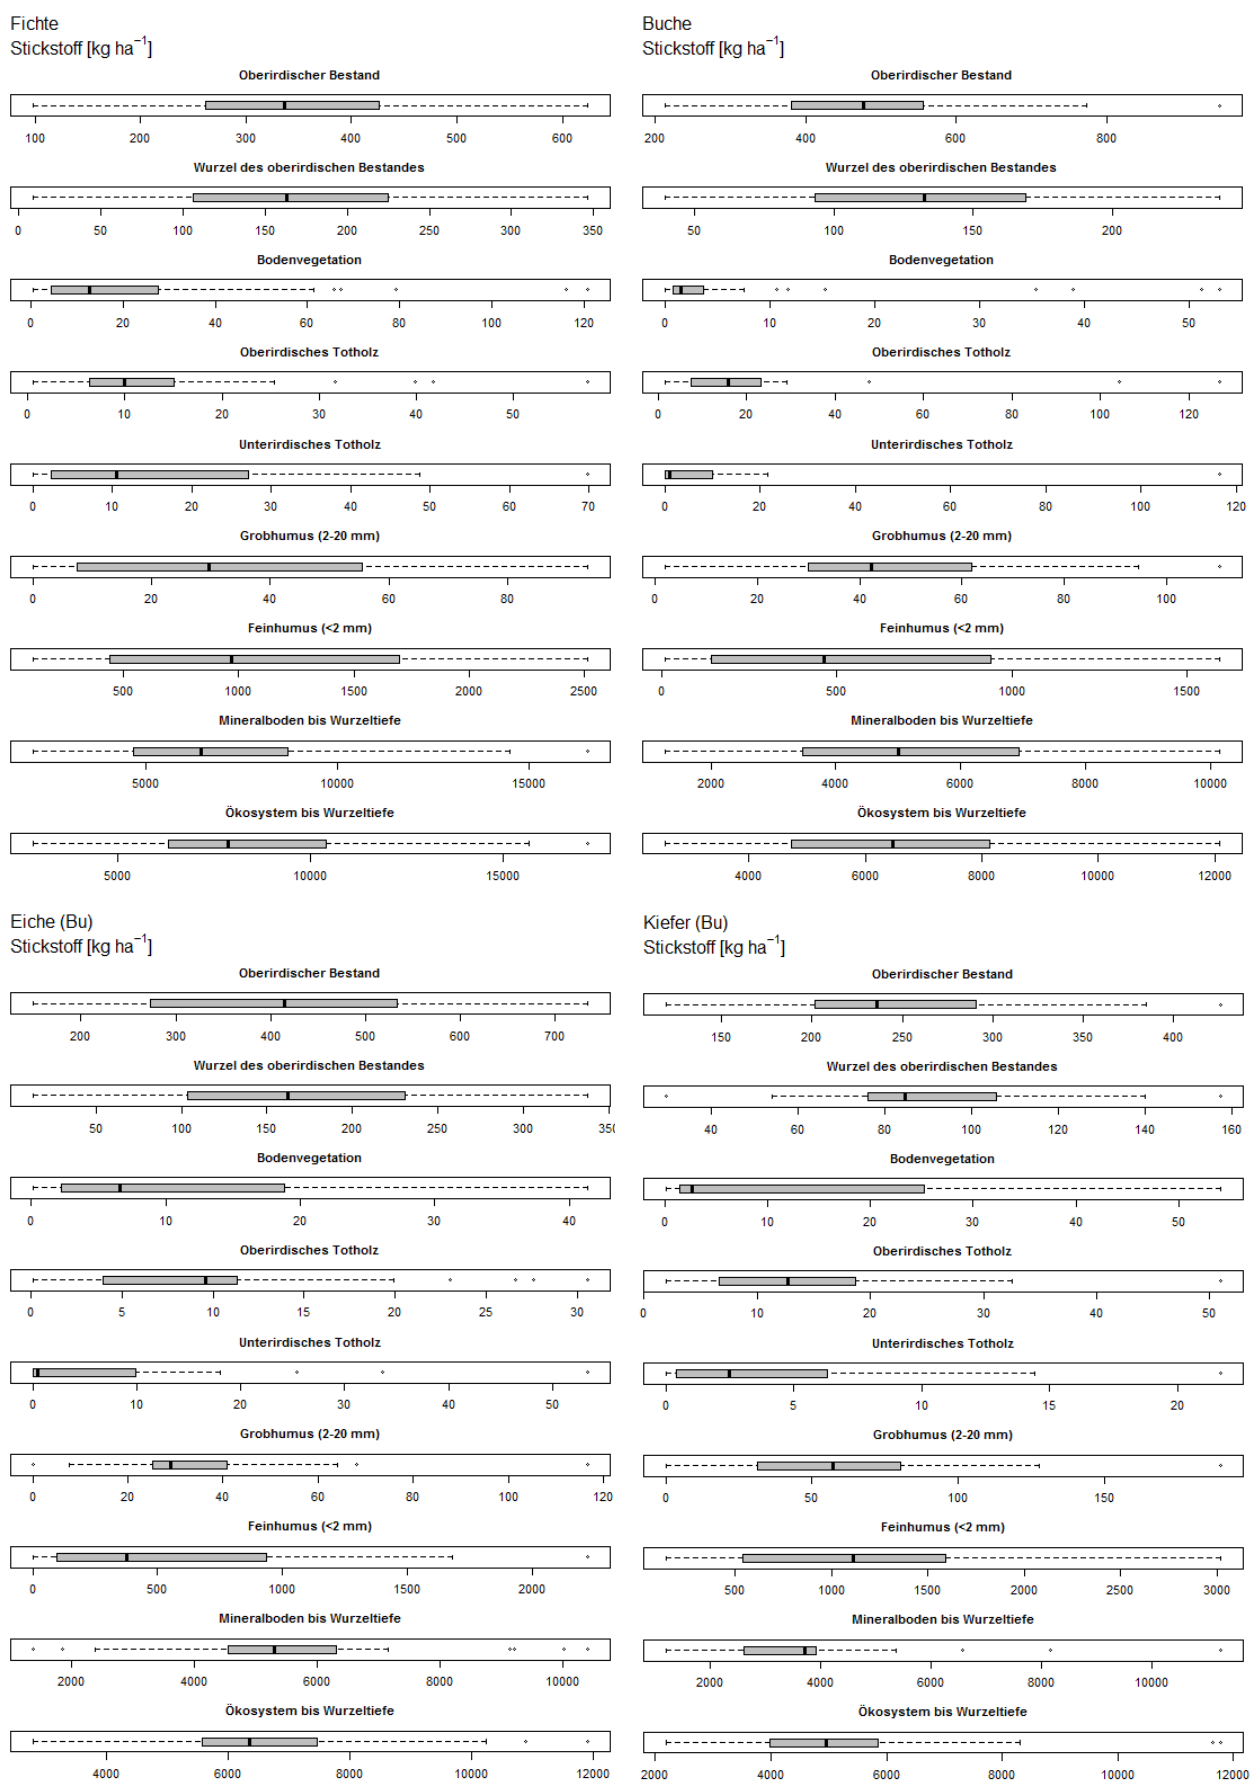 Fichte
Stickstoff [kg ha⁻¹]
Oberirdischer Bestand
100 200 300 400 500 600
Wurzel des oberirdischen Bestandes
0 50 100 150 200 250 300 350
Bodenvegetation
0 20 40 60 80 100 120
Oberirdisches Totholz
0 10 20 30 40 50
Unterirdisches Totholz
0 10 20 30 40 50 60 70
Grobhumus (2-20 mm)
0 20 40 60 80
Feinhumus (<2 mm)
500 1000 1500 2000 2500
Mineralboden bis Wurzeltiefe
5000 10000 15000
Ökosystem bis Wurzeltiefe
5000 10000 15000
Buche
Stickstoff [kg ha⁻¹]
Oberirdischer Bestand
200 400 600 800
Wurzel des oberirdischen Bestandes
50 100 150 200
Bodenvegetation
0 10 20 30 40 50
Oberirdisches Totholz
0 20 40 60 80 100 120
Unterirdisches Totholz
0 20 40 60 80 100 120
Grobhumus (2-20 mm)
0 20 40 60 80 100
Feinhumus (<2 mm)
0 500 1000 1500
Mineralboden bis Wurzeltiefe
2000 4000 6000 8000 10000
Ökosystem bis Wurzeltiefe
4000 6000 8000 10000 12000
Eiche (Bu)
Stickstoff [kg ha⁻¹]
Oberirdischer Bestand
200 300 400 500 600 700
Wurzel des oberirdischen Bestandes
50 100 150 200 250 300 350
Bodenvegetation
0 10 20 30 40
Oberirdisches Totholz
0 5 10 15 20 25 30
Unterirdisches Totholz
0 10 20 30 40 50
Grobhumus (2-20 mm)
0 20 40 60 80 100 120
Feinhumus (<2 mm)
0 500 1000 1500 2000
Mineralboden bis Wurzeltiefe
2000 4000 6000 8000 10000
Ökosystem bis Wurzeltiefe
4000 6000 8000 10000 12000
Kiefer (Bu)
Stickstoff [kg ha⁻¹]
Oberirdischer Bestand
150 200 250 300 350 400
Wurzel des oberirdischen Bestandes
40 60 80 100 120 140 160
Bodenvegetation
0 10 20 30 40 50
Oberirdisches Totholz
0 10 20 30 40 50
Unterirdisches Totholz
0 5 10 15 20
Grobhumus (2-20 mm)
0 50 100 150
Feinhumus (<2 mm)
500 1000 1500 2000 2500 3000
Mineralboden bis Wurzeltiefe
2000 4000 6000 8000 10000
Ökosystem bis Wurzeltiefe
2000 4000 6000 8000 10000 12000